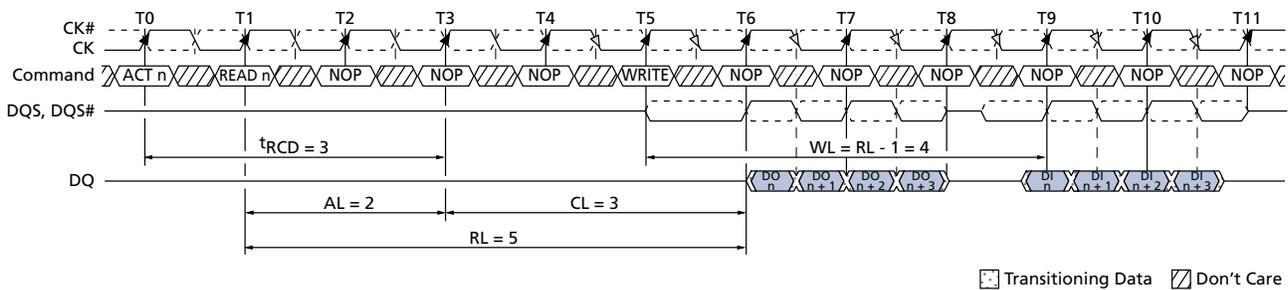 T0 T1 T2 T3 T4 T5 T6 T7 T8 T9 T10 T11
CK#
CK
Command ACT n READ n NOP NOP NOP WRITE NOP NOP NOP NOP NOP NOP
DQS, DQS#
tRCD = 3 WL = RL - 1 = 4
DQ DO n DO n + 1 DO n + 2 DO n + 3 DI n DI n + 1 DI n + 2 DI n + 3
AL = 2 CL = 3
RL = 5
Transitioning Data Don't Care